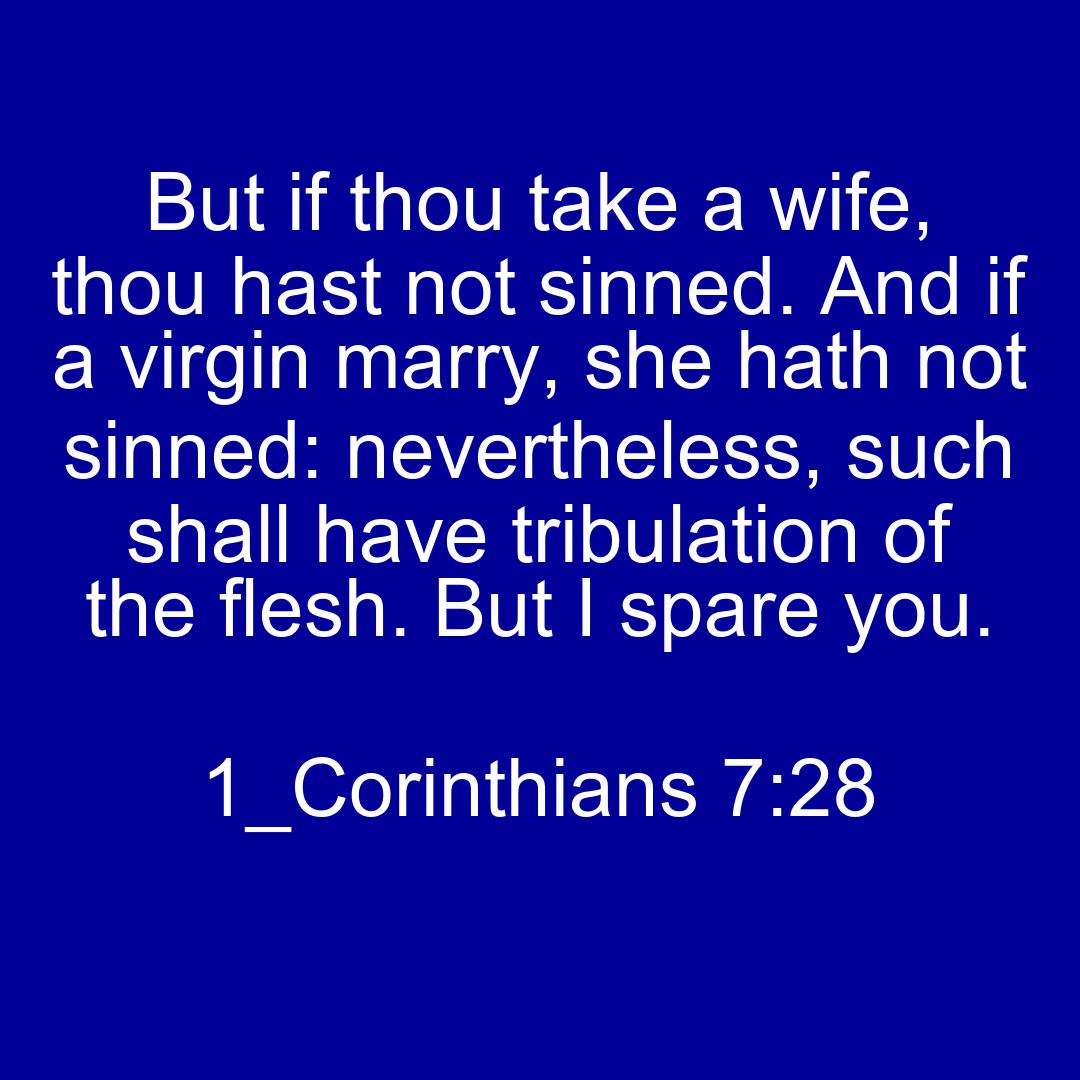 But if thou take a wife,
thou hast not sinned. And if
a virgin marry, she hath not
sinned: nevertheless, such
shall have tribulation of
the flesh. But I spare you.
1_Corinthians 7:28